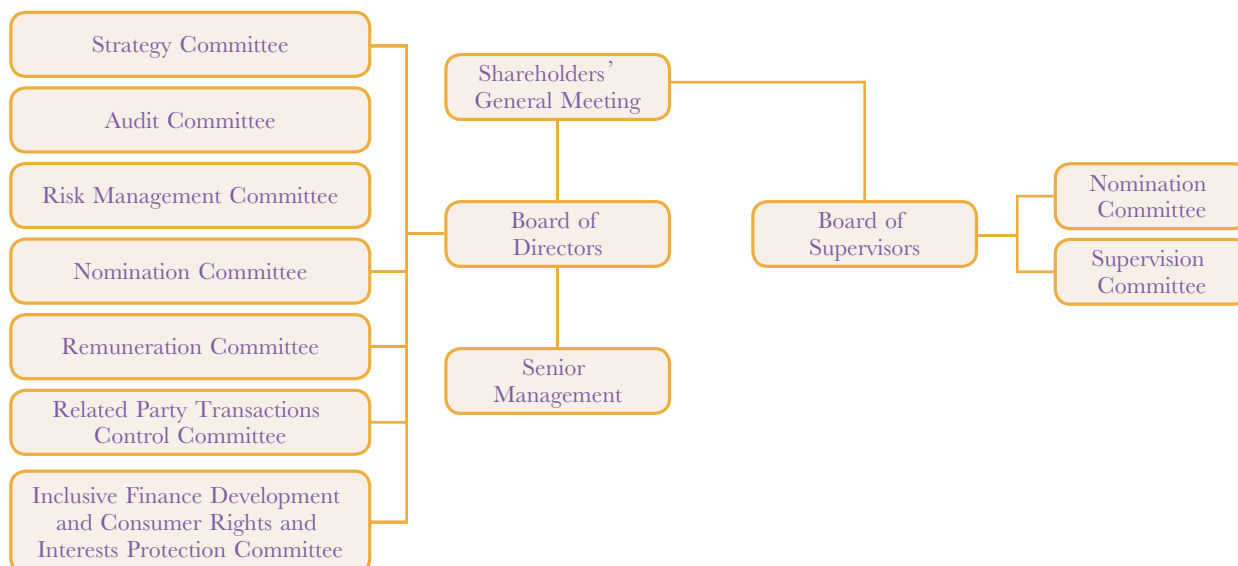 Strategy Committee
Audit Committee
Risk Management Committee
Nomination Committee
Remuneration Committee
Related Party Transactions
Control Committee
Inclusive Finance Development
and Consumer Rights and
Interests Protection Committee
Shareholders’
General Meeting
Board of
Directors
Senior
Management
Board of
Supervisors
Nomination
Committee
Supervision
Committee